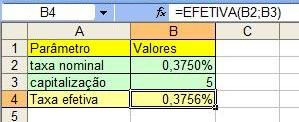 B4 fx =EFETIVA(B2;B3)
A B C
1 Parâmetro Valores
2 taxa nominal 0,3750%
3 capitalização 5
4 Taxa efetiva 0,3756%
5